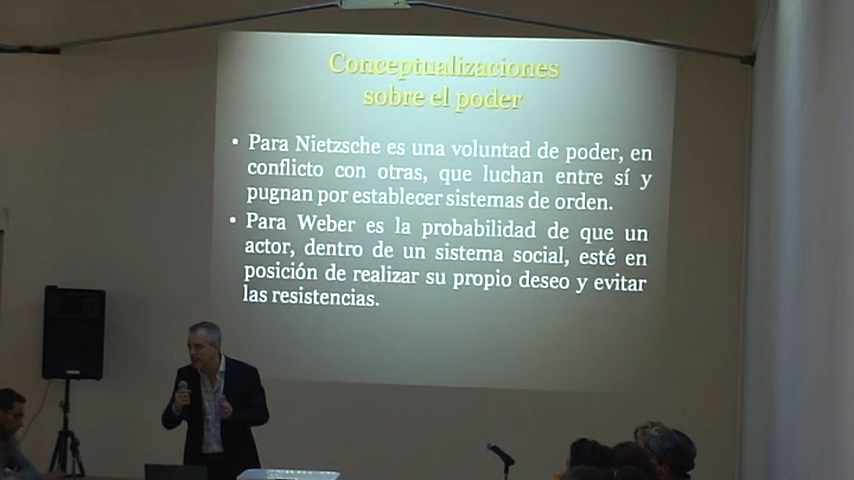 Conceptualizaciones
sobre el poder
• Para Nietzsche es una voluntad de poder, en
conflicto con otras, que luchan entre sí y
pugnan por establecer sistemas de orden.
• Para Weber es la probabilidad de que un
actor, dentro de un sistema social, esté en
posición de realizar su propio deseo y evitar
las resistencias.